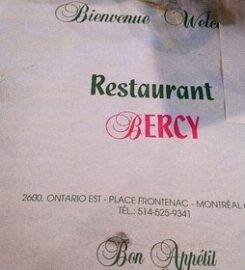 Bienvenue
Restaurant
BERCY
2600, ONTARIO EST - PLACE FRONTENAC - MONTRÉAL
TÉL.: 514-525-9341
Bon Appétit